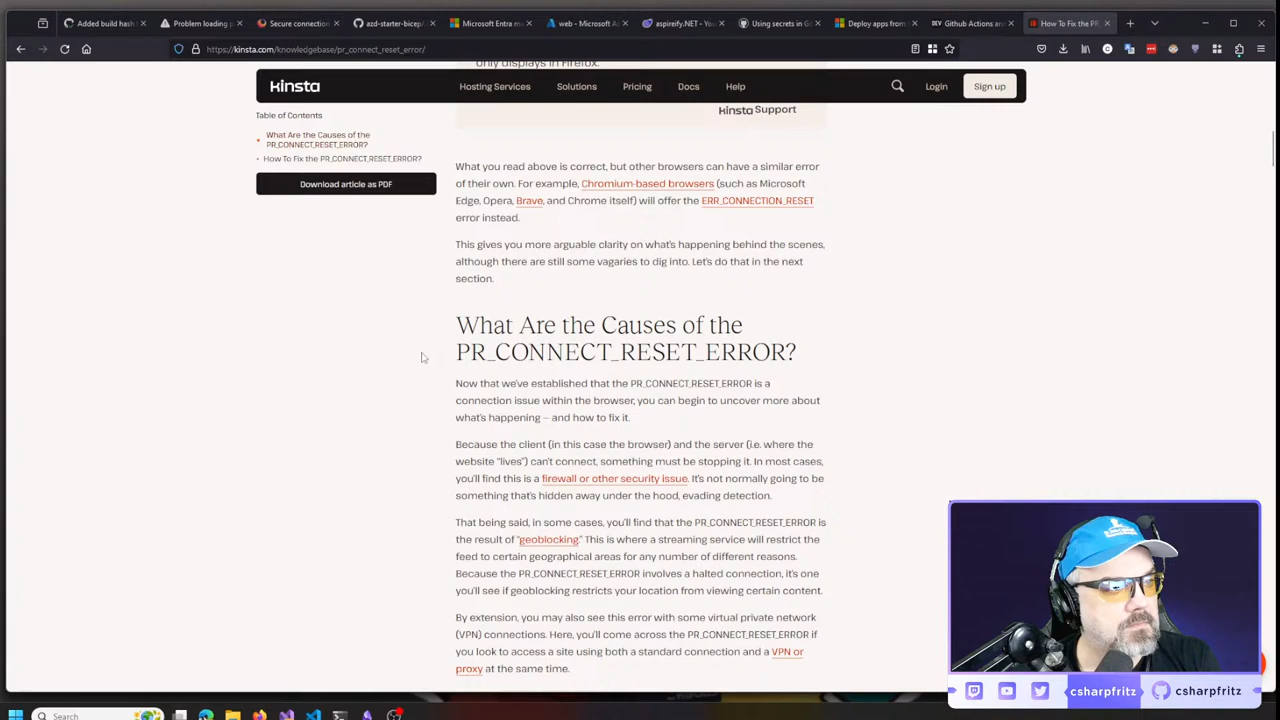 Added build hash
Problem loading p
Secure connection
azd-starter-bicep/
Microsoft Entra m
web - Microsoft A
aspireify.NET - You
Using secrets in G
Deploy apps from
DEV Github Actions and
How To Fix the PR_
https://kinsta.com/knowledgebase/pr_connect_reset_error/
only displays in Firefox.
Kinsta
Hosting Services
Solutions
Pricing
Docs
Help
Login
Sign up
Kinsta Support
Table of Contents
What Are the Causes of the
PR_CONNECT_RESET_ERROR?
How To Fix the PR_CONNECT_RESET_ERROR?
Download article as PDF
What you read above is correct, but other browsers can have a similar error
of their own. For example, Chromium-based browsers (such as Microsoft
Edge, Opera, Brave, and Chrome itself) will offer the ERR_CONNECTION_RESET
error instead.
This gives you more arguable clarity on what's happening behind the scenes,
although there are still some vagaries to dig into. Let's do that in the next
section.
What Are the Causes of the
PR_CONNECT_RESET_ERROR?
Now that we've established that the PR_CONNECT_RESET_ERROR is a
connection issue within the browser, you can begin to uncover more about
what's happening — and how to fix it.
Because the client (in this case the browser) and the server (i.e. where the
website "lives") can't connect, something must be stopping it. In most cases,
you'll find this is a firewall or other security issue. It's not normally going to be
something that's hidden away under the hood, evading detection.
That being said, in some cases, you'll find that the PR_CONNECT_RESET_ERROR is
the result of "geoblocking." This is where a streaming service will restrict the
feed to certain geographical areas for any number of different reasons.
Because the PR_CONNECT_RESET_ERROR involves a halted connection, it's one
you'll see if geoblocking restricts your location from viewing certain content.
By extension, you may also see this error with some virtual private network
(VPN) connections. Here, you'll come across the PR_CONNECT_RESET_ERROR if
you look to access a site using both a standard connection and a VPN or
proxy at the same time.
csharpfritz
csharpfritz
Search